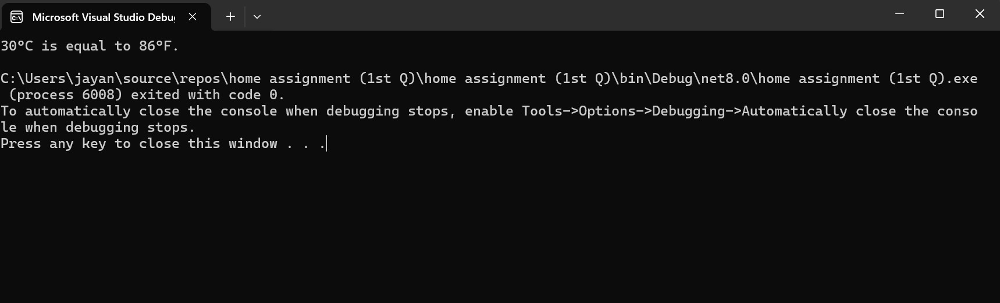 Microsoft Visual Studio Debu
30°C is equal to 86°F.
C:\Users\jayan\source\repos\home assignment (1st Q)\home assignment (1st Q)\bin\Debug\net8.0\home assignment (1st Q).exe
(process 6008) exited with code 0.
To automatically close the console when debugging stops, enable Tools->Options->Debugging->Automatically close the conso
le when debugging stops.
Press any key to close this window . . .